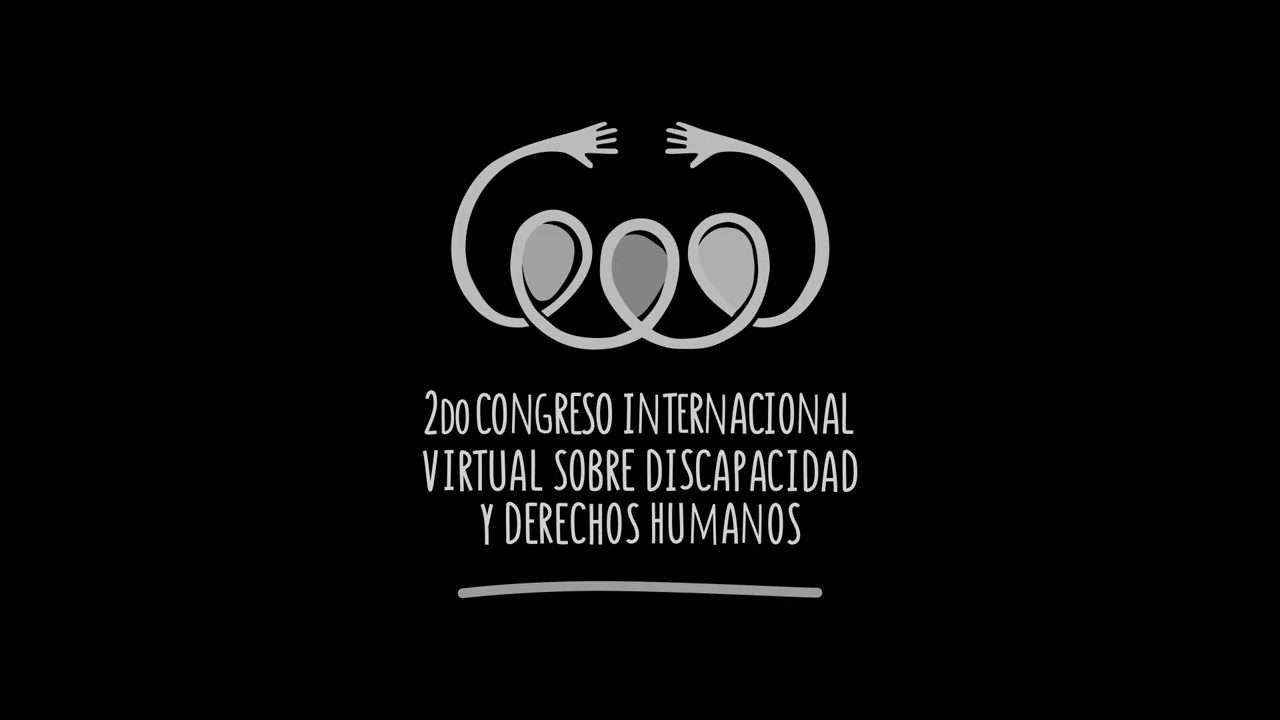 2DO CONGRESO INTERNACIONAL
VIRTUAL SOBRE DISCAPACIDAD
Y DERECHOS HUMANOS